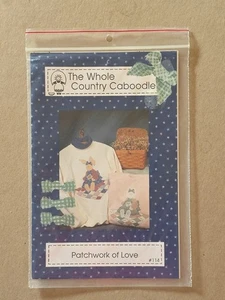 The Whole
Country Caboodle
Patchwork of Love